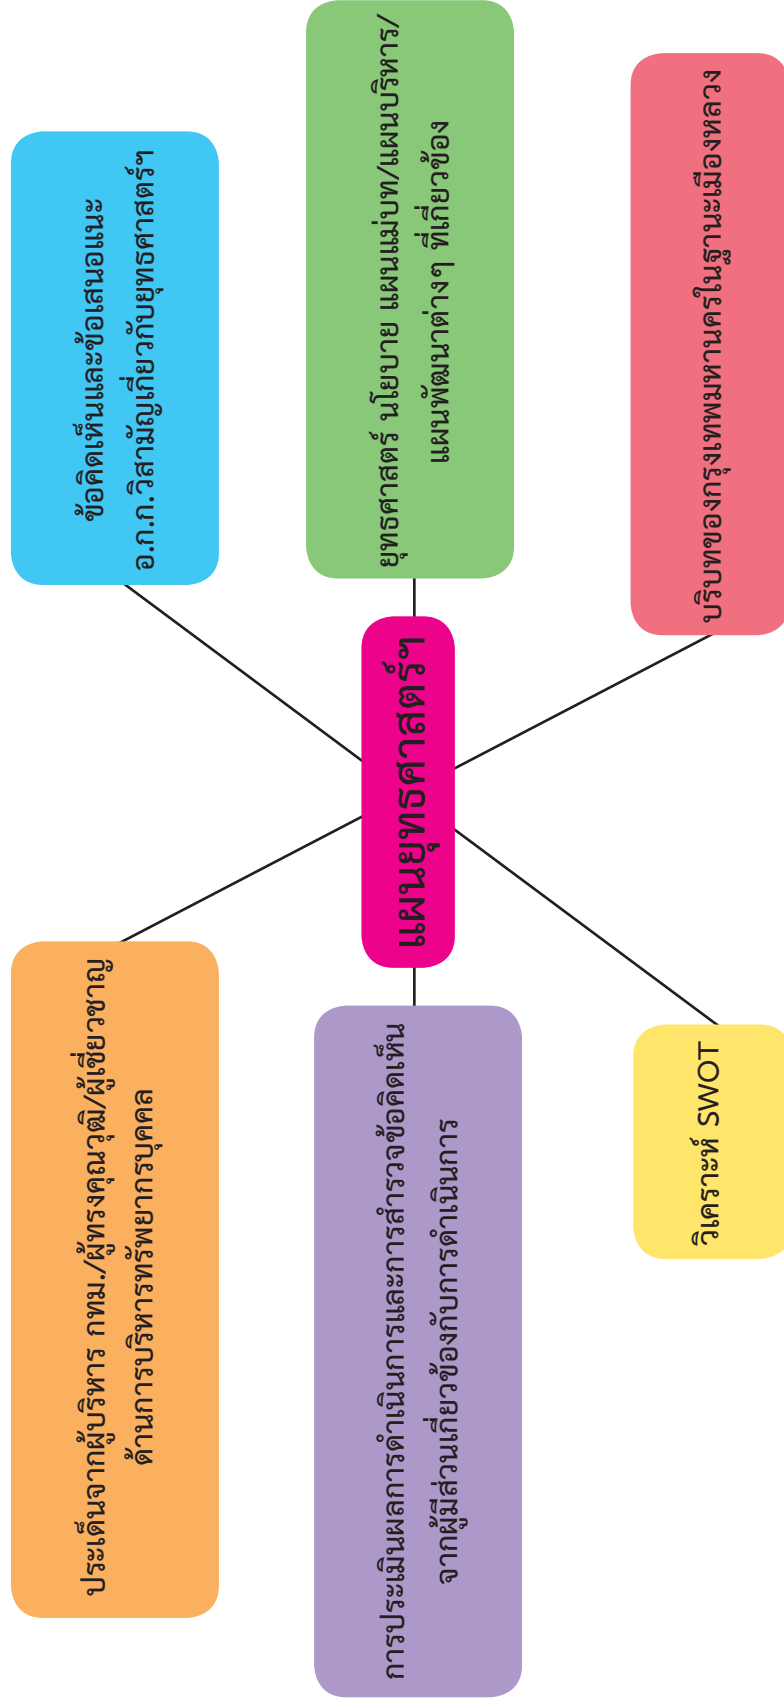 ประเด็นจากผู้บริหาร กทม./ผู้ทรงคุณวุฒิ/ผู้เชี่ยวชาญ
ด้านการบริหารทรัพยากรบุคคล
ข้อคิดเห็นและข้อเสนอแนะ
อ.ก.ก.วิสามัญเกี่ยวกับยุทธศาสตร์ฯ
การประเมินผลการดำเนินการและการสำรวจข้อคิดเห็น
จากผู้มีส่วนเกี่ยวข้องกับการดำเนินการ
แผนยุทธศาสตร์ฯ
ยุทธศาสตร์ นโยบาย แผนแม่บท/แผนบริหาร/
แผนพัฒนาต่างๆ ที่เกี่ยวข้อง
วิเคราะห์ SWOT
บริบทของกรุงเทพมหานครในฐานะเมืองหลวง